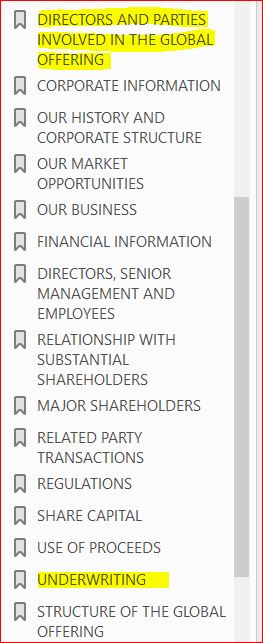 DIRECTORS AND PARTIES
INVOLVED IN THE GLOBAL
OFFERING
CORPORATE INFORMATION
OUR HISTORY AND
CORPORATE STRUCTURE
OUR MARKET
OPPORTUNITIES
OUR BUSINESS
FINANCIAL INFORMATION
DIRECTORS, SENIOR
MANAGEMENT AND
EMPLOYEES
RELATIONSHIP WITH
SUBSTANTIAL
SHAREHOLDERS
MAJOR SHAREHOLDERS
RELATED PARTY
TRANSACTIONS
REGULATIONS
SHARE CAPITAL
USE OF PROCEEDS
UNDERWRITING
STRUCTURE OF THE GLOBAL
OFFERING